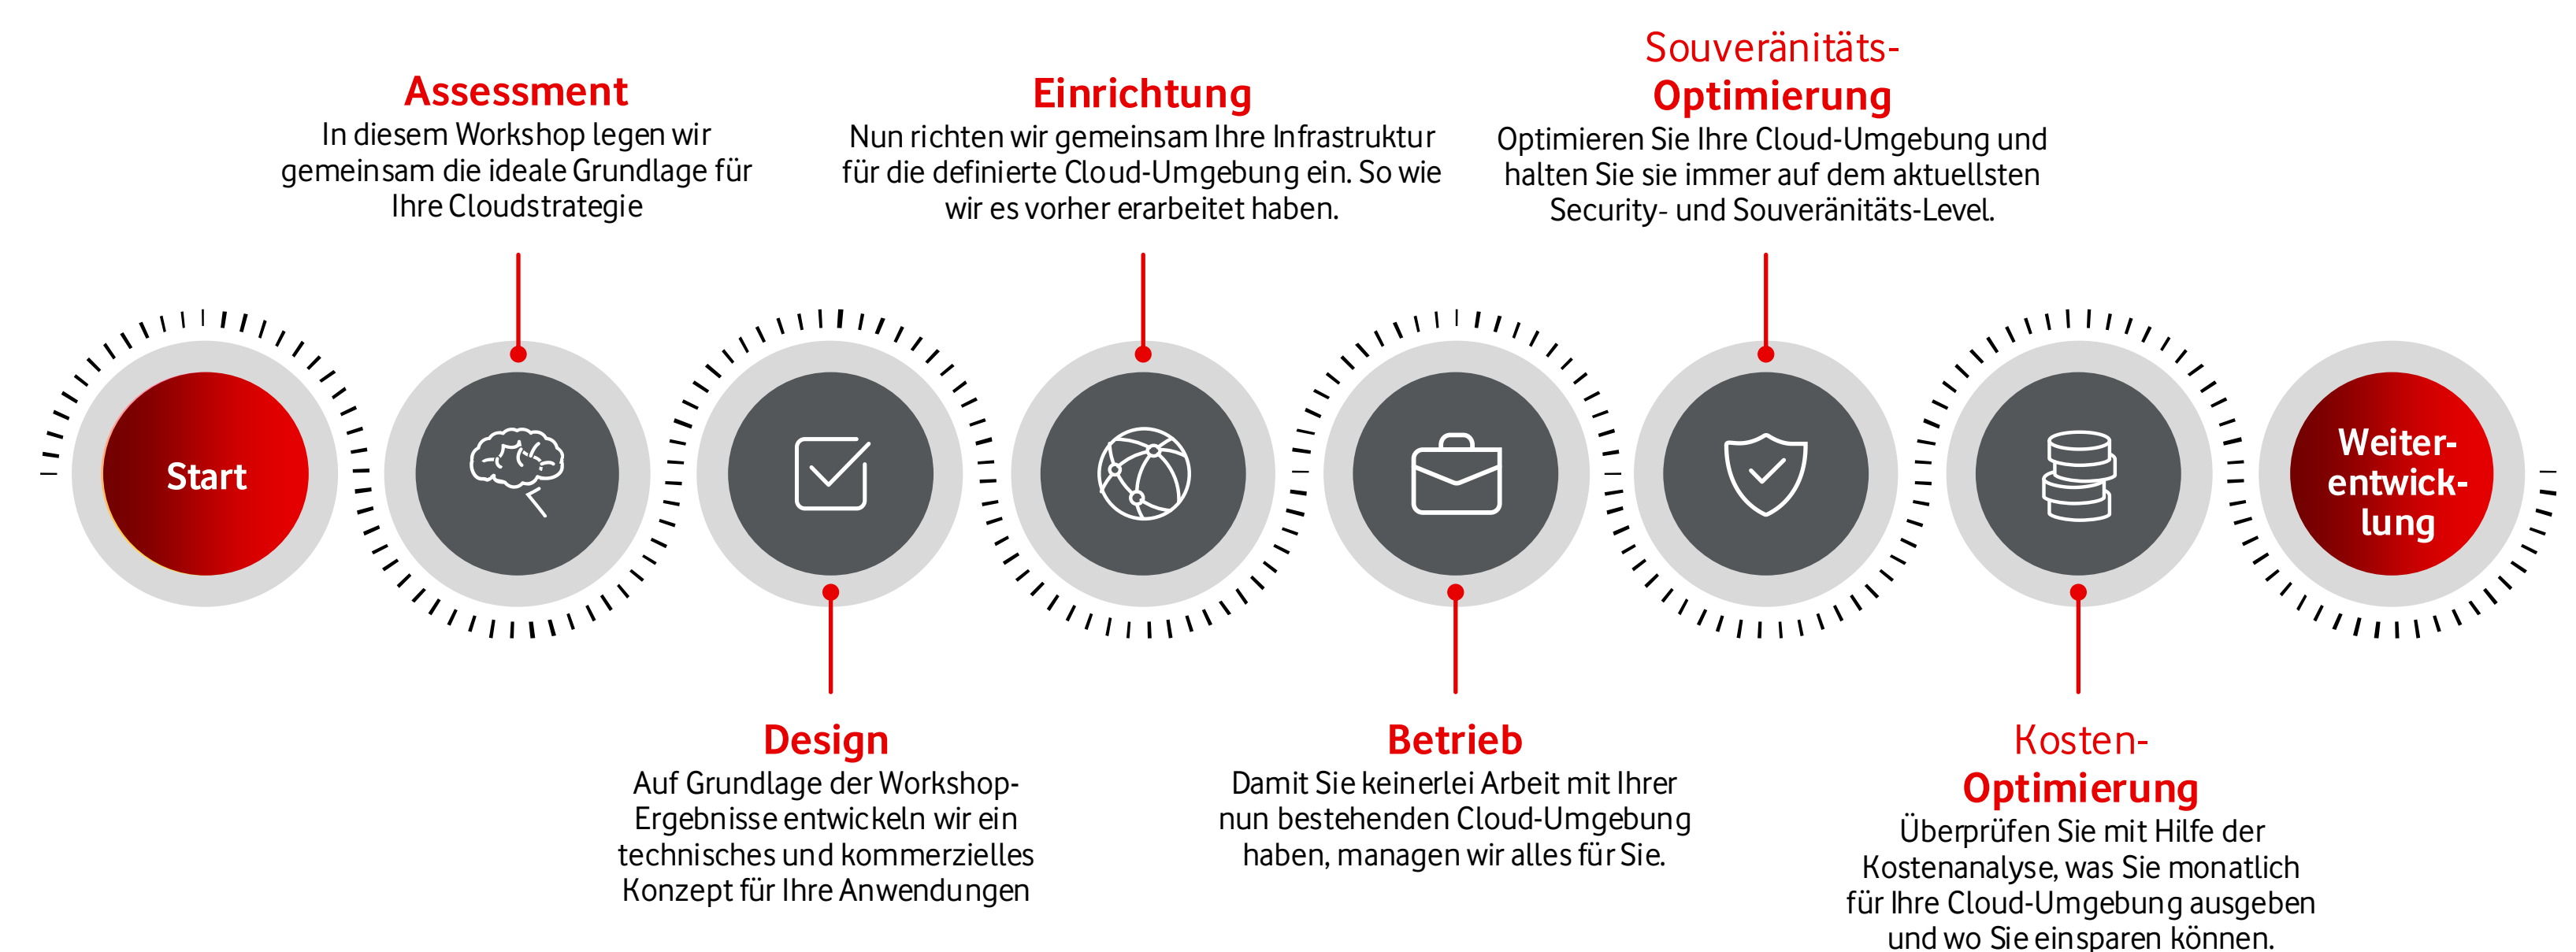 Start
Assessment
In diesem Workshop legen wir
gemeinsam die ideale Grundlage für
Ihre Cloudstrategie
Design
Auf Grundlage der Workshop-
Ergebnisse entwickeln wir ein
technisches und kommerzielles
Konzept für Ihre Anwendungen
Einrichtung
Nun richten wir gemeinsam Ihre Infrastruktur
für die definierte Cloud-Umgebung ein. So wie
wir es vorher erarbeitet haben.
Betrieb
Damit Sie keinerlei Arbeit mit Ihrer
nun bestehenden Cloud-Umgebung
haben, managen wir alles für Sie.
Souveränitäts-
Optimierung
Optimieren Sie Ihre Cloud-Umgebung und
halten Sie sie immer auf dem aktuellsten
Security- und Souveränitäts-Level.
Kosten-
Optimierung
Überprüfen Sie mit Hilfe der
Kostenanalyse, was Sie monatlich
für Ihre Cloud-Umgebung ausgeben
und wo Sie einsparen können.
Weiter-
entwick-
lung